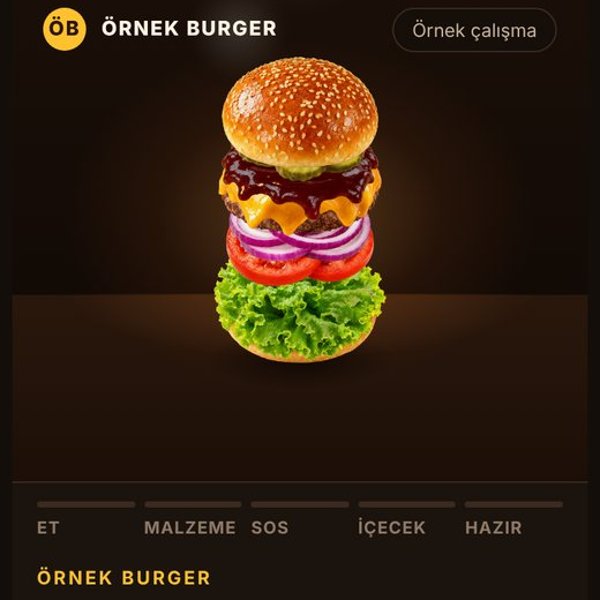 ÖB ÖRNEK BURGER Örnek çalışma
ET MALZEME SOS İÇECEK HAZIR
ÖRNEK BURGER